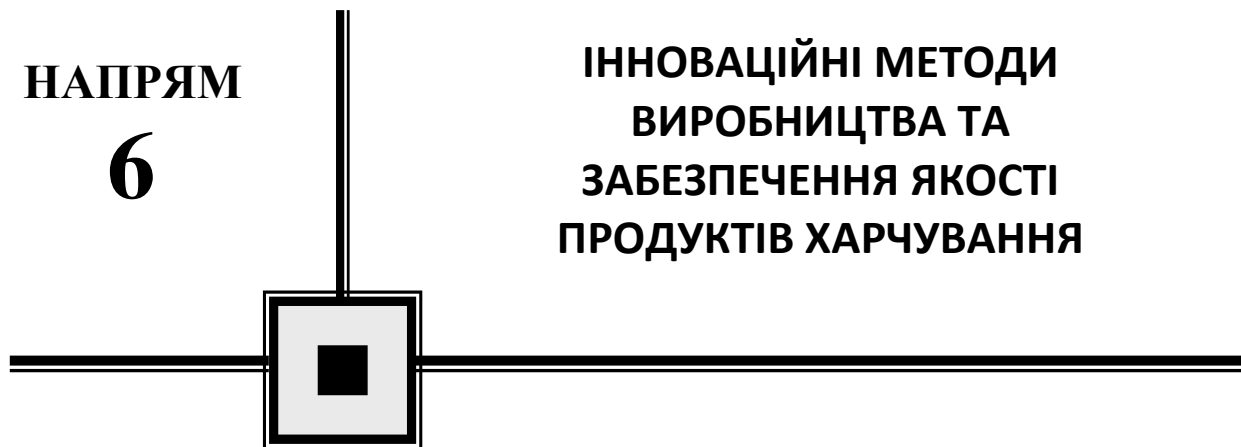 НАПРЯМ
6
ІННОВАЦІЙНІ МЕТОДИ
ВИРОБНИЦТВА ТА
ЗАБЕЗПЕЧЕННЯ ЯКОСТІ
ПРОДУКТІВ ХАРЧУВАННЯ